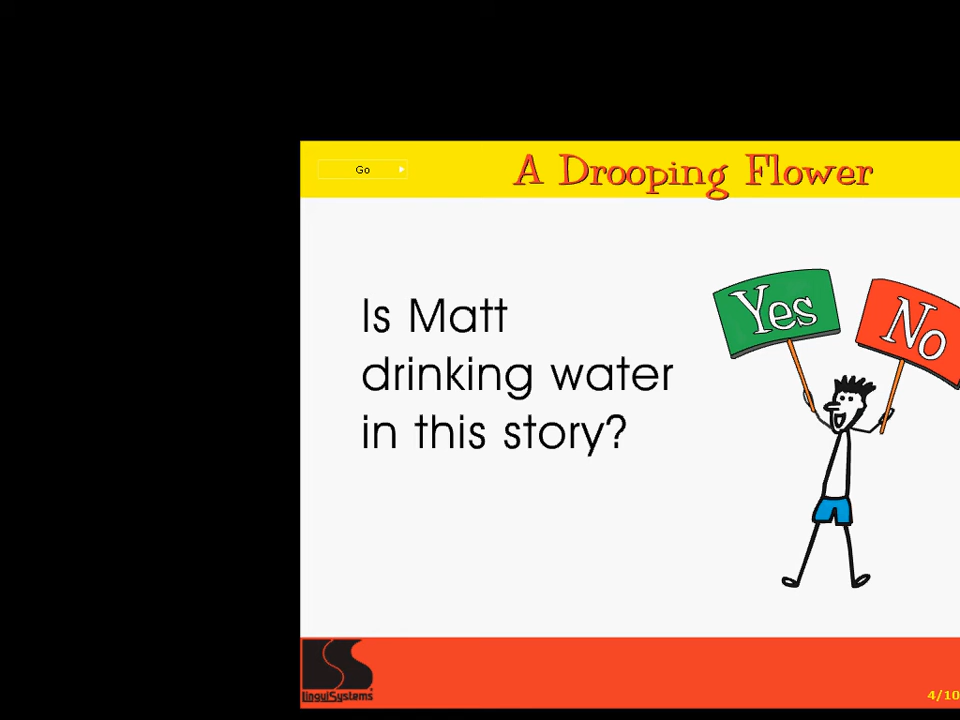 Go
A Drooping Flower
Yes
No
Is Matt
drinking water
in this story?
LinguiSystems
4/10